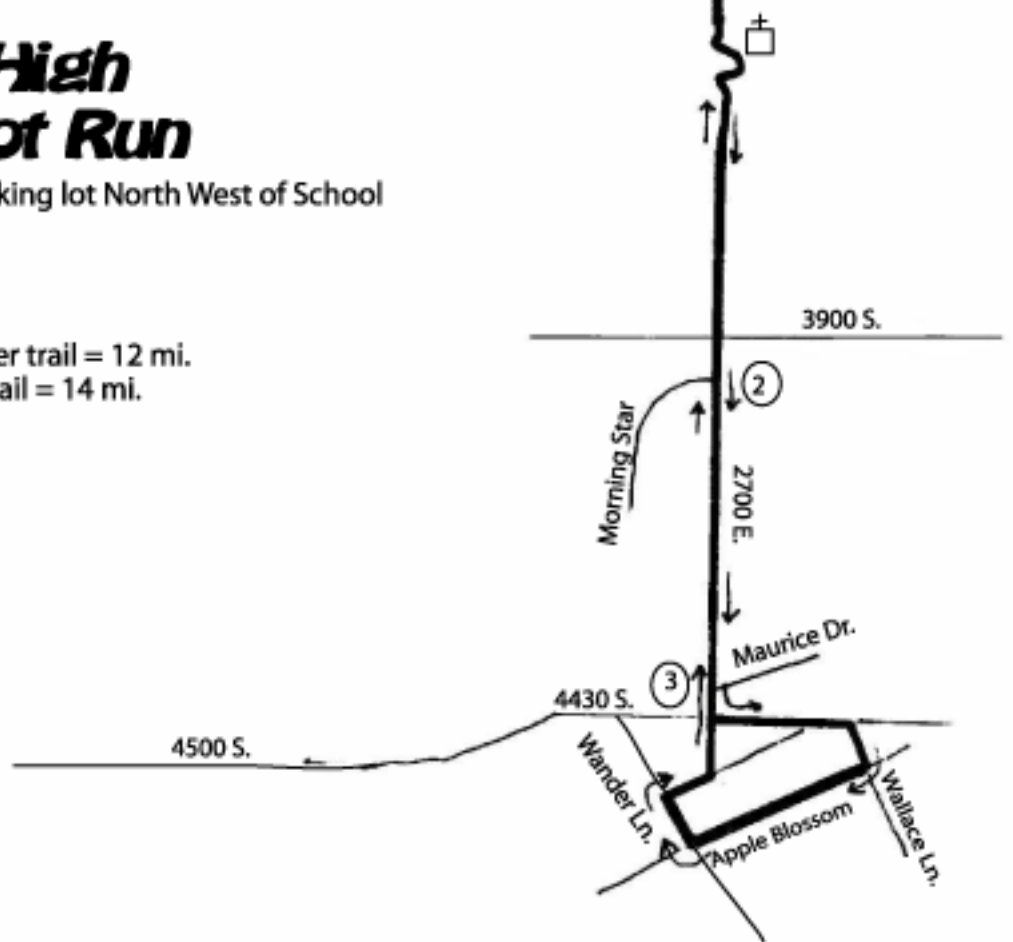 High
ot Run
king lot North West of School
er trail = 12 mi.
ail = 14 mi.
3900 S.
2
Morning Star
2700 E.
Maurice Dr.
3
4430 S.
4500 S.
Wander Ln.
Apple Blossom
Wallace Ln.